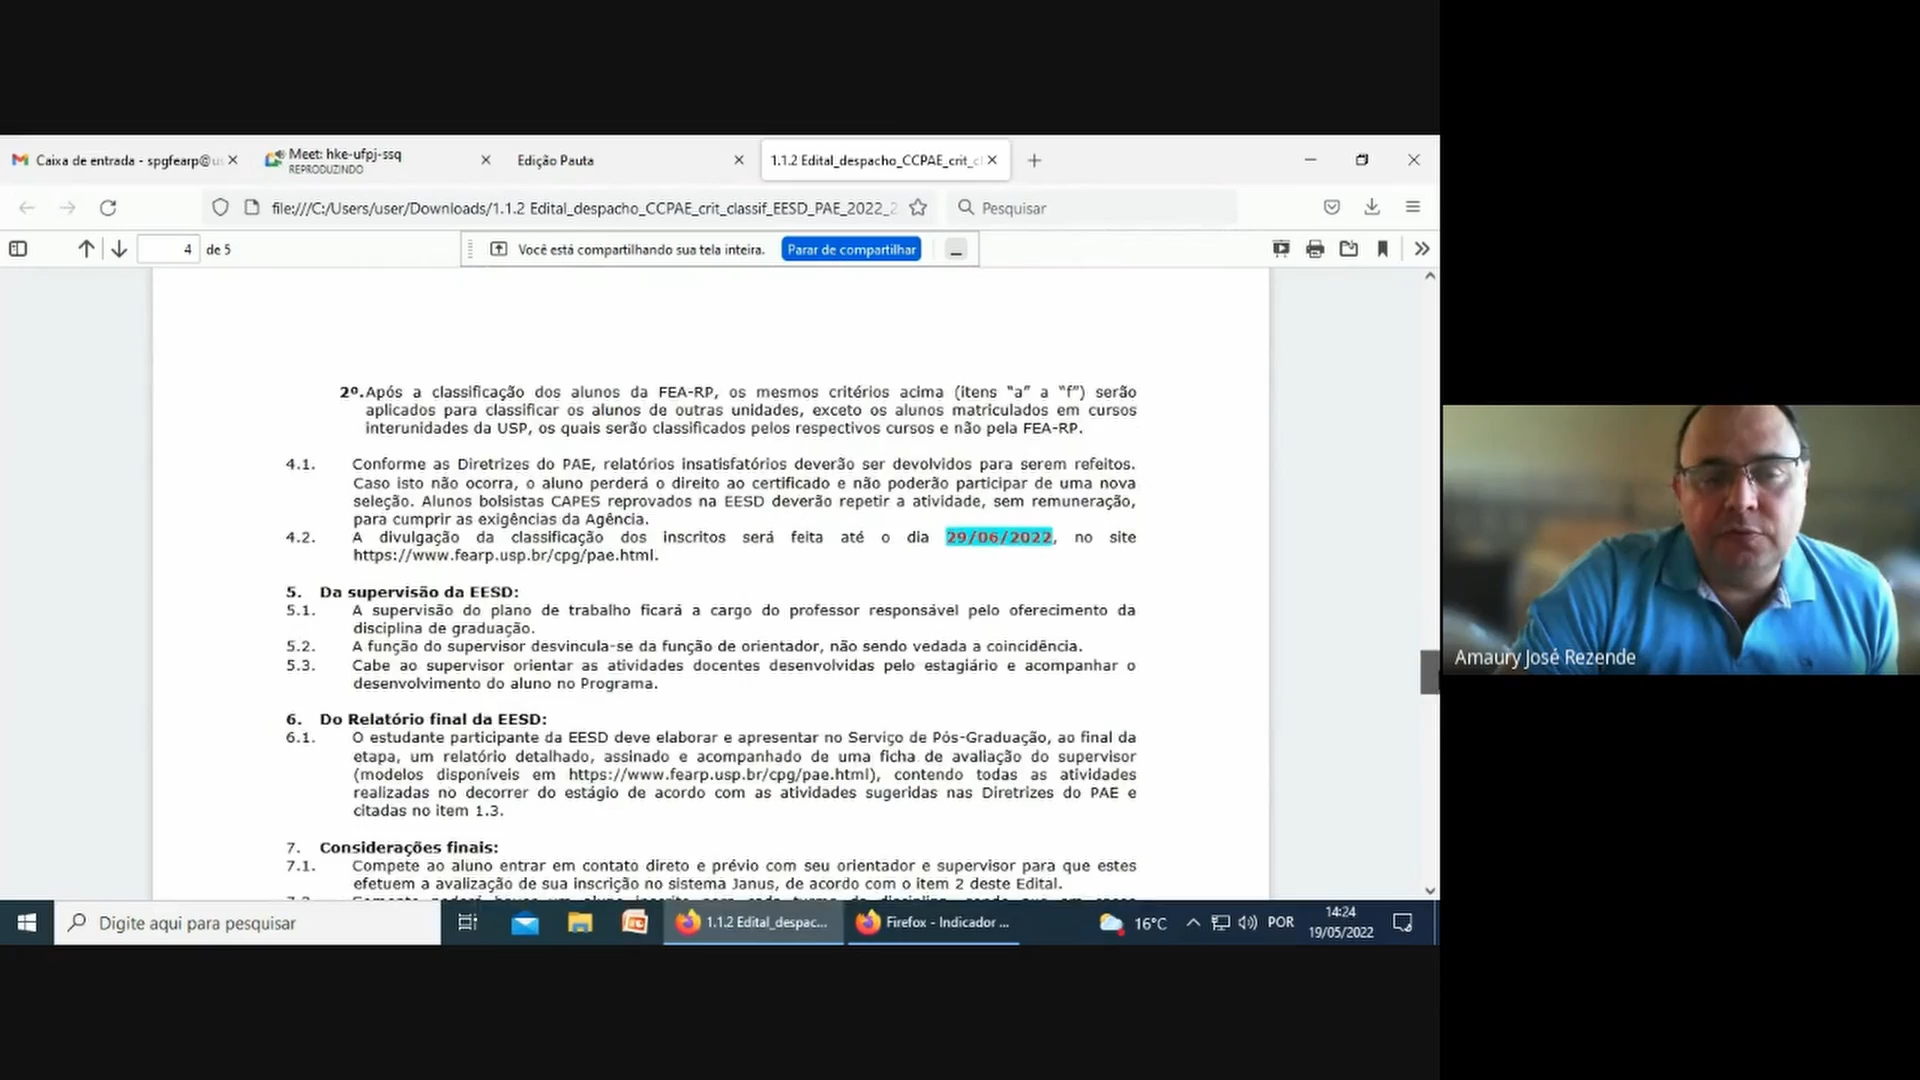 Caixa de entrada - spgfearp@us
Meet: hke-ufpj-ssq
REPRODUZINDO
Edição Pauta
1.1.2 Edital_despacho_CCPAE_crit_cl
file:///C:/Users/user/Downloads/1.1.2 Edital_despacho_CCPAE_crit_classif_EESD_PAE_2022_2
Pesquisar
4 de 5
Você está compartilhando sua tela inteira.
Parar de compartilhar
2º. Após a classificação dos alunos da FEA-RP, os mesmos critérios acima (itens “a” a “f”) serão
aplicados para classificar os alunos de outras unidades, exceto os alunos matriculados em cursos
interunidades da USP, os quais serão classificados pelos respectivos cursos e não pela FEA-RP.
4.1. Conforme as Diretrizes do PAE, relatórios insatisfatórios deverão ser devolvidos para serem refeitos.
Caso isto não ocorra, o aluno perderá o direito ao certificado e não poderão participar de uma nova
seleção. Alunos bolsistas CAPES reprovados na EESD deverão repetir a atividade, sem remuneração,
para cumprir as exigências da Agência.
4.2. A divulgação da classificação dos inscritos será feita até o dia 29/06/2022, no site
https://www.fearp.usp.br/cpg/pae.html.
5. Da supervisão da EESD:
5.1. A supervisão do plano de trabalho ficará a cargo do professor responsável pelo oferecimento da
disciplina de graduação.
5.2. A função do supervisor desvincula-se da função de orientador, não sendo vedada a coincidência.
5.3. Cabe ao supervisor orientar as atividades docentes desenvolvidas pelo estagiário e acompanhar o
desenvolvimento do aluno no Programa.
6. Do Relatório final da EESD:
6.1. O estudante participante da EESD deve elaborar e apresentar no Serviço de Pós-Graduação, ao final da
etapa, um relatório detalhado, assinado e acompanhado de uma ficha de avaliação do supervisor
(modelos disponíveis em https://www.fearp.usp.br/cpg/pae.html), contendo todas as atividades
realizadas no decorrer do estágio de acordo com as atividades sugeridas nas Diretrizes do PAE e
citadas no item 1.3.
7. Considerações finais:
7.1. Compete ao aluno entrar em contato direto e prévio com seu orientador e supervisor para que estes
efetuem a avalização de sua inscrição no sistema Janus, de acordo com o item 2 deste Edital.
Amaury José Rezende
Digite aqui para pesquisar
1.1.2 Edital_despac...
Firefox - Indicador ...
16°C
POR
14:24
19/05/2022